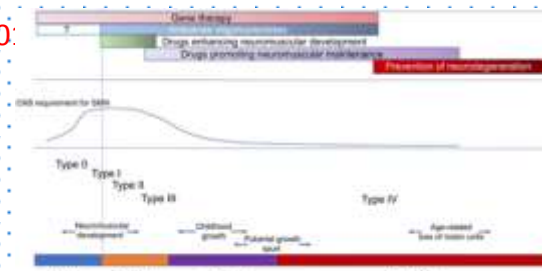 Gene therapy
?
Drugs enhancing neuromuscular development
Drugs promoting neuromuscular maintenance
Prevention of neurodegeneration
CNS requirement for SMN
Type 0
Type I
Type II
Type III
Type IV
Neuromuscular
development
Childhood
growth
Pubertal growth
spurt
Age-related
loss of motor units